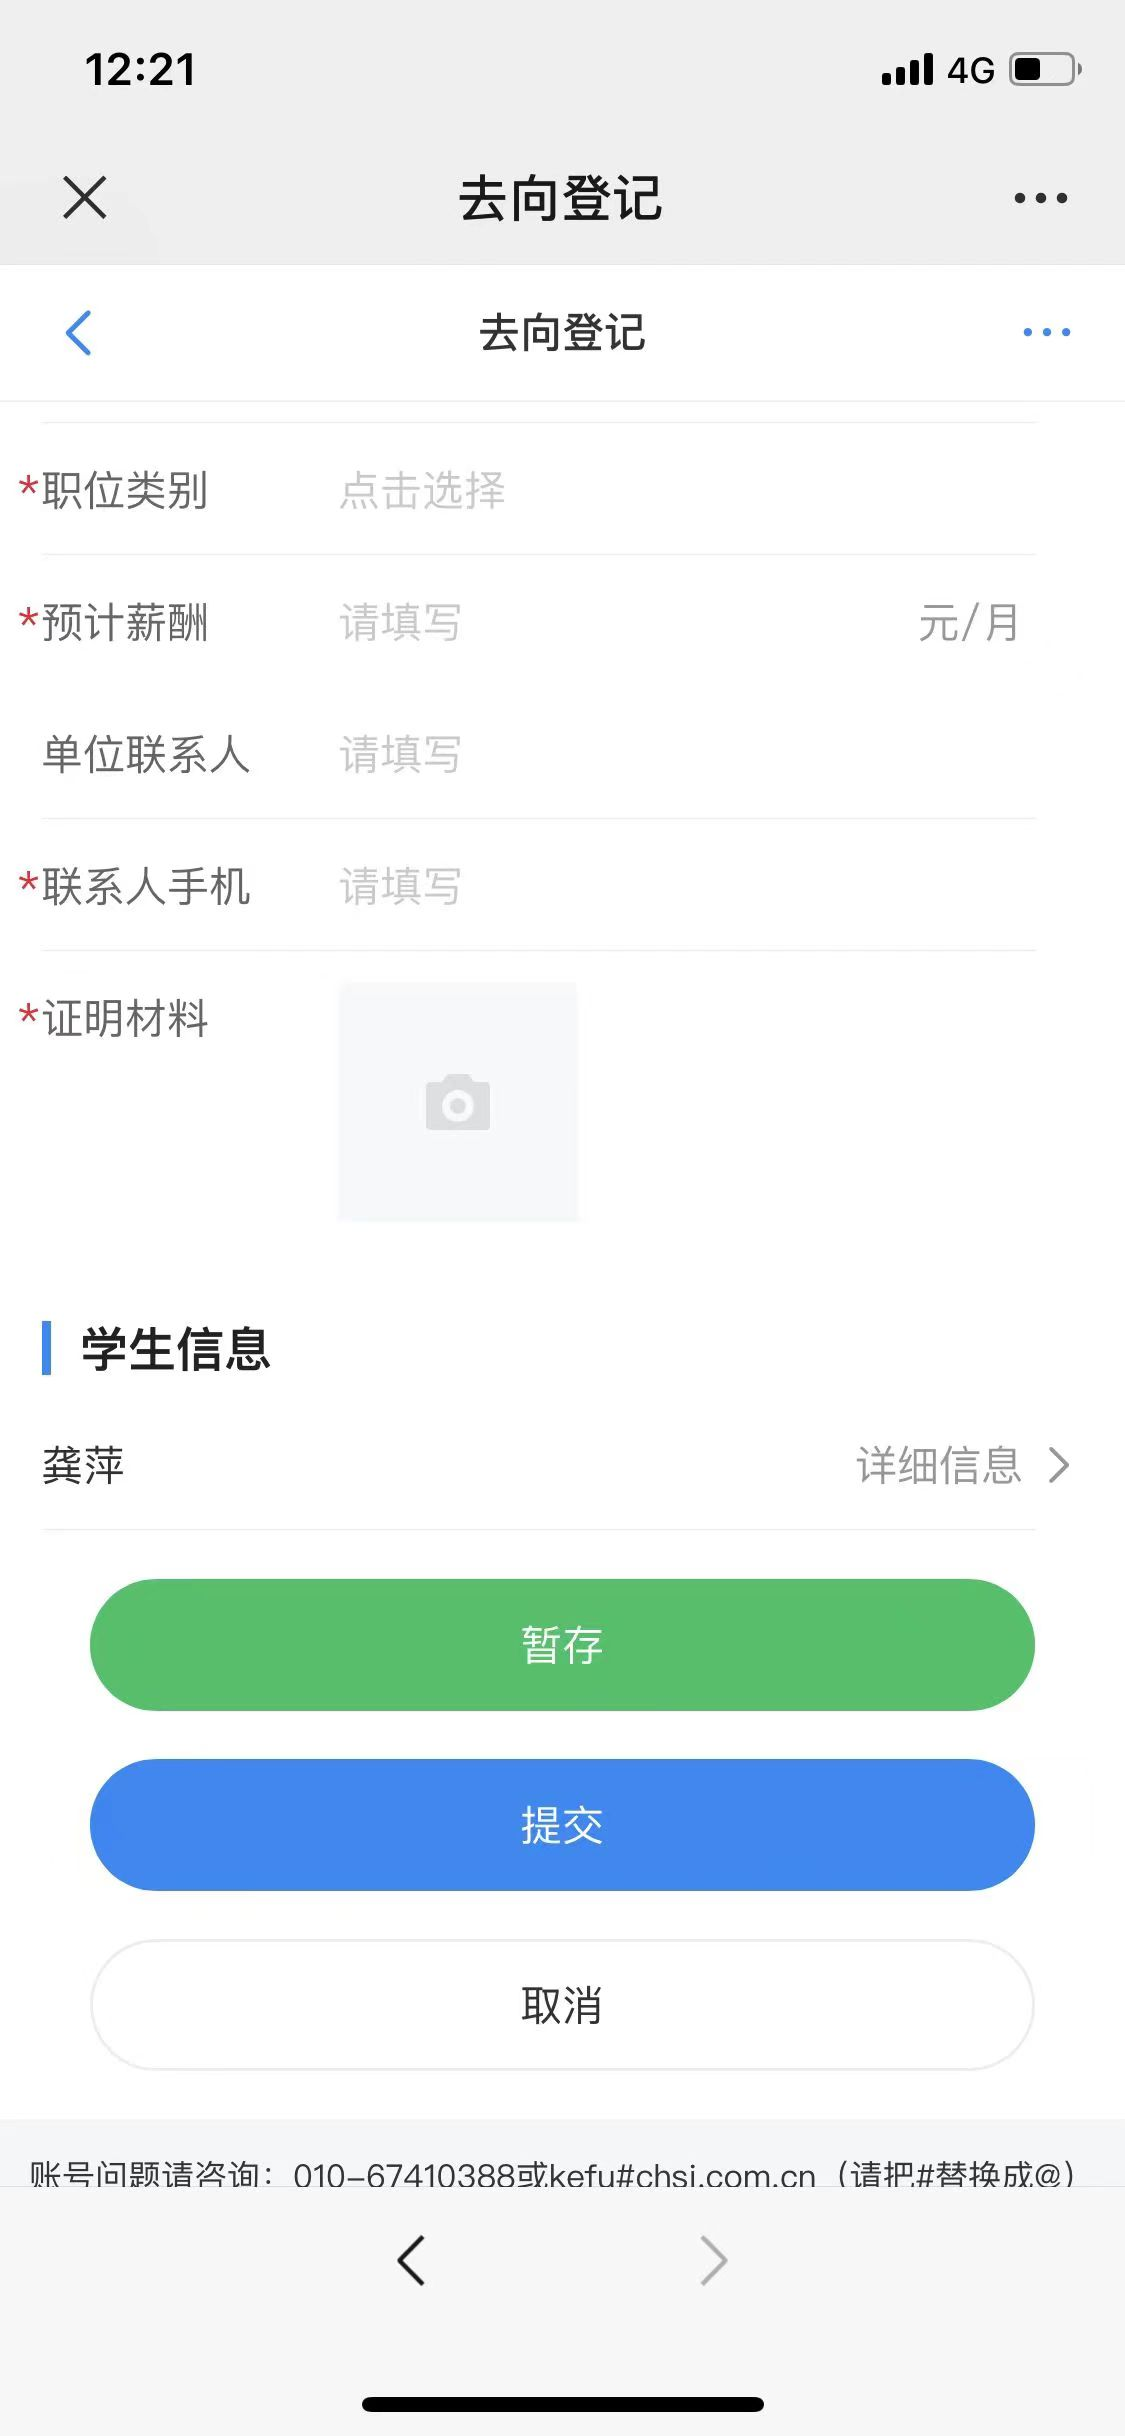 12:21
4G
去向登记
去向登记
*职位类别 点击选择
*预计薪酬 请填写 元/月
单位联系人 请填写
*联系人手机 请填写
*证明材料
学生信息
龚萍 详细信息
暂存
提交
取消
账号问题请咨询：010-67410388或kefu#chsi.com.cn（请把#替换成@）